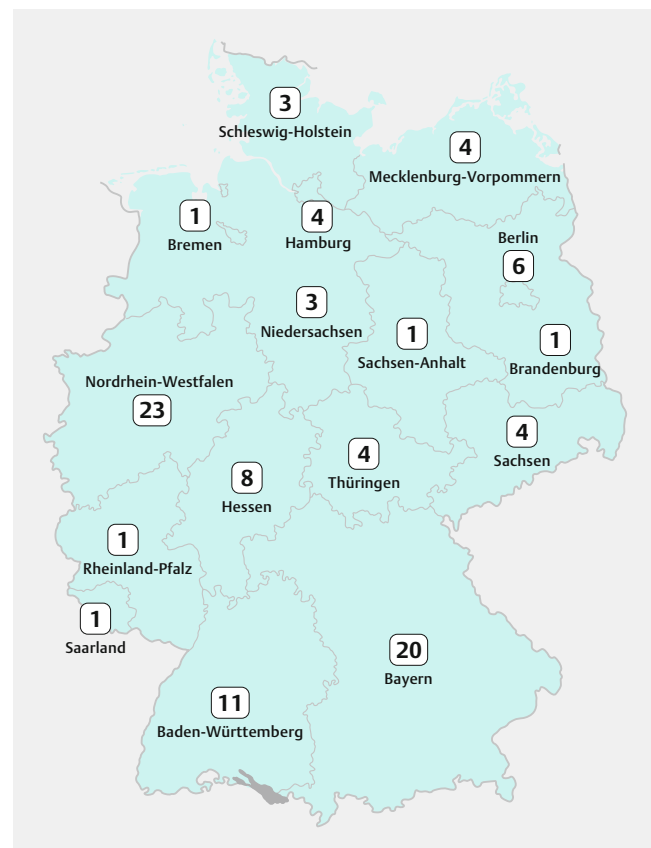 3
Schleswig-Holstein
4
Mecklenburg-Vorpommern
1
Bremen
4
Hamburg
Berlin
6
3
Niedersachsen
1
Sachsen-Anhalt
1
Brandenburg
Nordrhein-Westfalen
23
4
Sachsen
4
Thüringen
8
Hessen
1
Rheinland-Pfalz
1
Saarland
20
Bayern
11
Baden-Württemberg